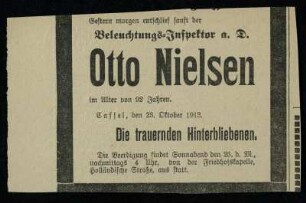 Gestern morgen entschlief sanft der
Beleuchtungs-Inspektor a. D.
Otto Nielsen
im Alter von 92 Jahren.
Cassel, den 23. Oktober 1913.
Die trauernden Hinterbliebenen.
Die Beerdigung findet Sonnabend den 25. d. M.,
nachmittags 4 Uhr, von der Friedhofskapelle,
Holländische Straße, aus statt.